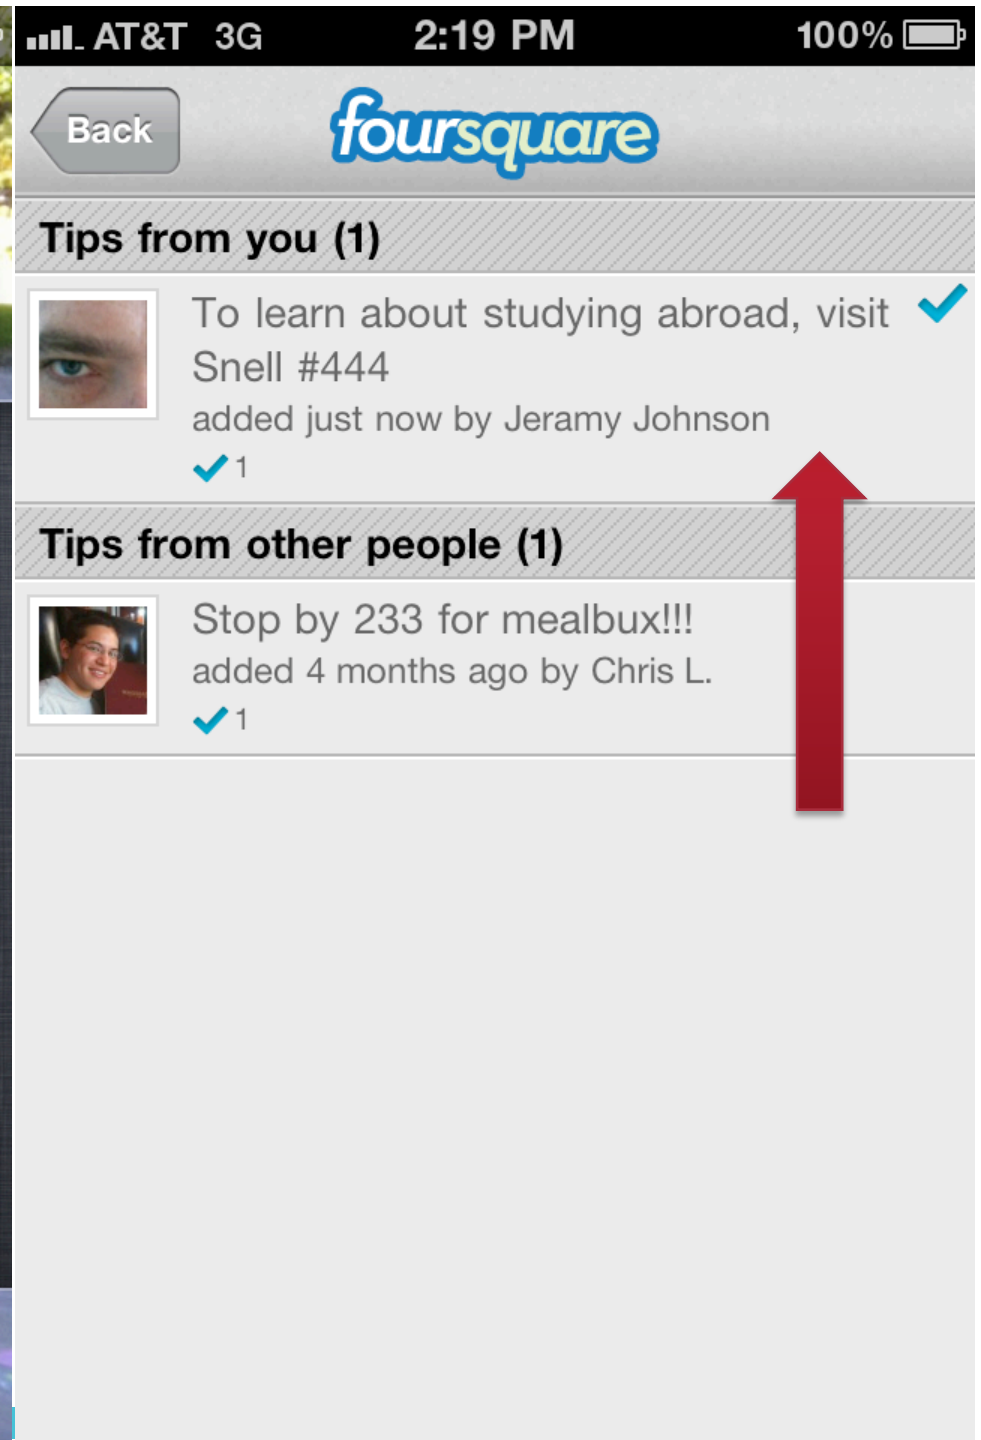 AT&T 3G 2:19 PM 100%
Back foursquare
Tips from you (1)
To learn about studying abroad, visit
Snell #444
added just now by Jeramy Johnson
1
Tips from other people (1)
Stop by 233 for mealbux!!!
added 4 months ago by Chris L.
1